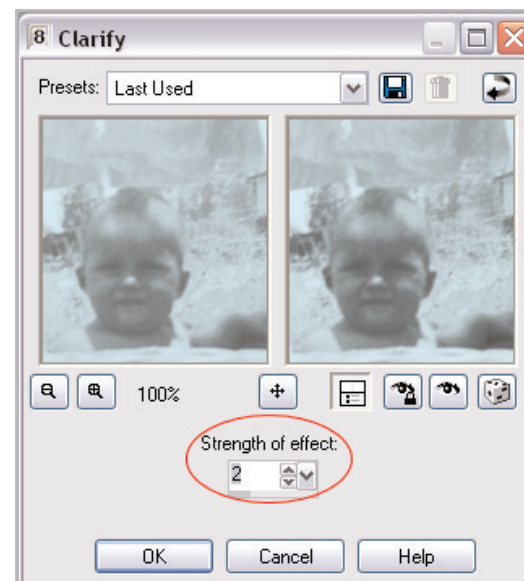 8 Clarify
Presets: Last Used
100%
Strength of effect:
2
OK Cancel Help